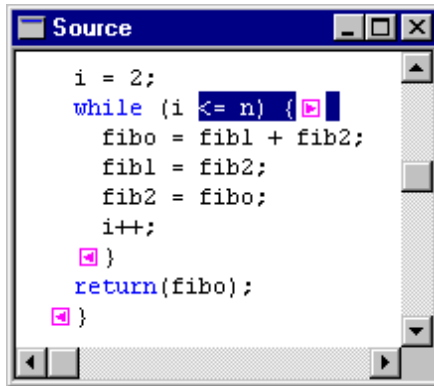 Source
i = 2;
while (i <= n) {
fibo = fib1 + fib2;
fib1 = fib2;
fib2 = fibo;
i++;
}
return(fibo);
}